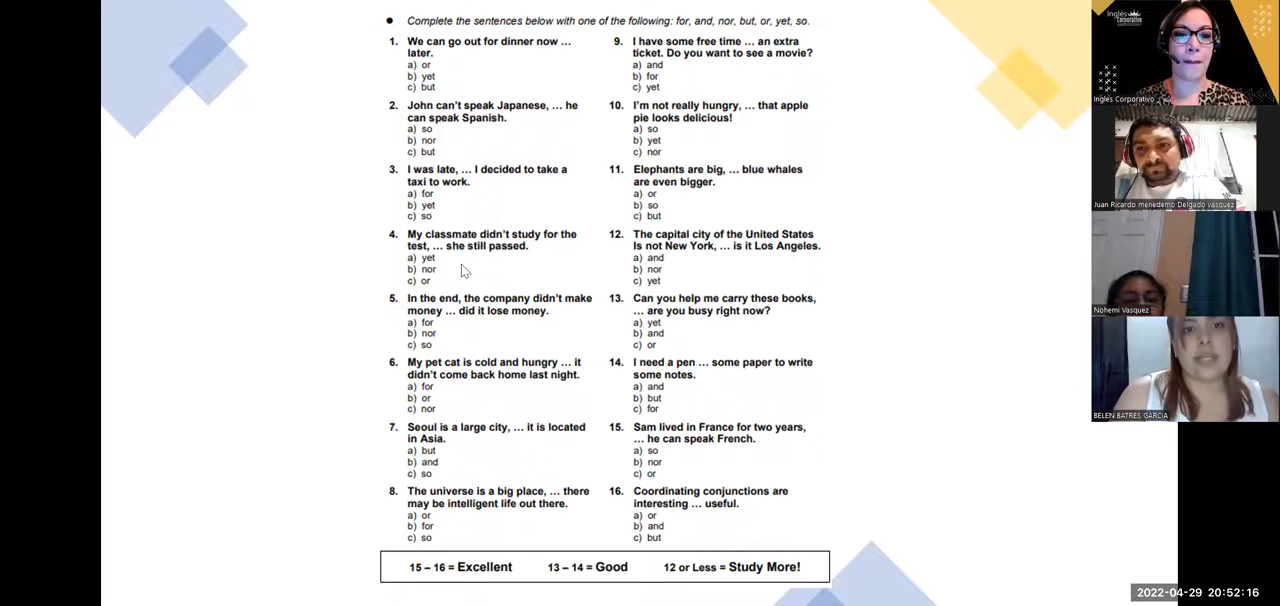 ● Complete the sentences below with one of the following: for, and, nor, but, or, yet, so.
1. We can go out for dinner now ...
later.
a) or
b) yet
c) but
2. John can't speak Japanese, ... he
can speak Spanish.
a) so
b) nor
c) but
3. I was late, ... I decided to take a
taxi to work.
a) for
b) yet
c) so
4. My classmate didn't study for the
test, ... she still passed.
a) yet
b) nor
c) or
5. In the end, the company didn't make
money ... did it lose money.
a) for
b) nor
c) so
6. My pet cat is cold and hungry ... it
didn't come back home last night.
a) for
b) or
c) nor
7. Seoul is a large city, ... it is located
in Asia.
a) but
b) and
c) so
8. The universe is a big place, ... there
may be intelligent life out there.
a) or
b) for
c) so
9. I have some free time ... an extra
ticket. Do you want to see a movie?
a) and
b) for
c) yet
10. I'm not really hungry, ... that apple
pie looks delicious!
a) so
b) yet
c) nor
11. Elephants are big, ... blue whales
are even bigger.
a) or
b) so
c) but
12. The capital city of the United States
Is not New York, ... is it Los Angeles.
a) and
b) nor
c) yet
13. Can you help me carry these books,
... are you busy right now?
a) yet
b) and
c) or
14. I need a pen ... some paper to write
some notes.
a) and
b) but
c) for
15. Sam lived in France for two years,
... he can speak French.
a) so
b) nor
c) or
16. Coordinating conjunctions are
interesting ... useful.
a) or
b) and
c) but
15 – 16 = Excellent 13 – 14 = Good 12 or Less = Study More!
Inglés
Corporativo
Inglés Corporativo
Juan Ricardo menedemo Delgado vasquez
Nohemi Vasquez
BELEN BATRES GARCIA
2022-04-29 20:52:16